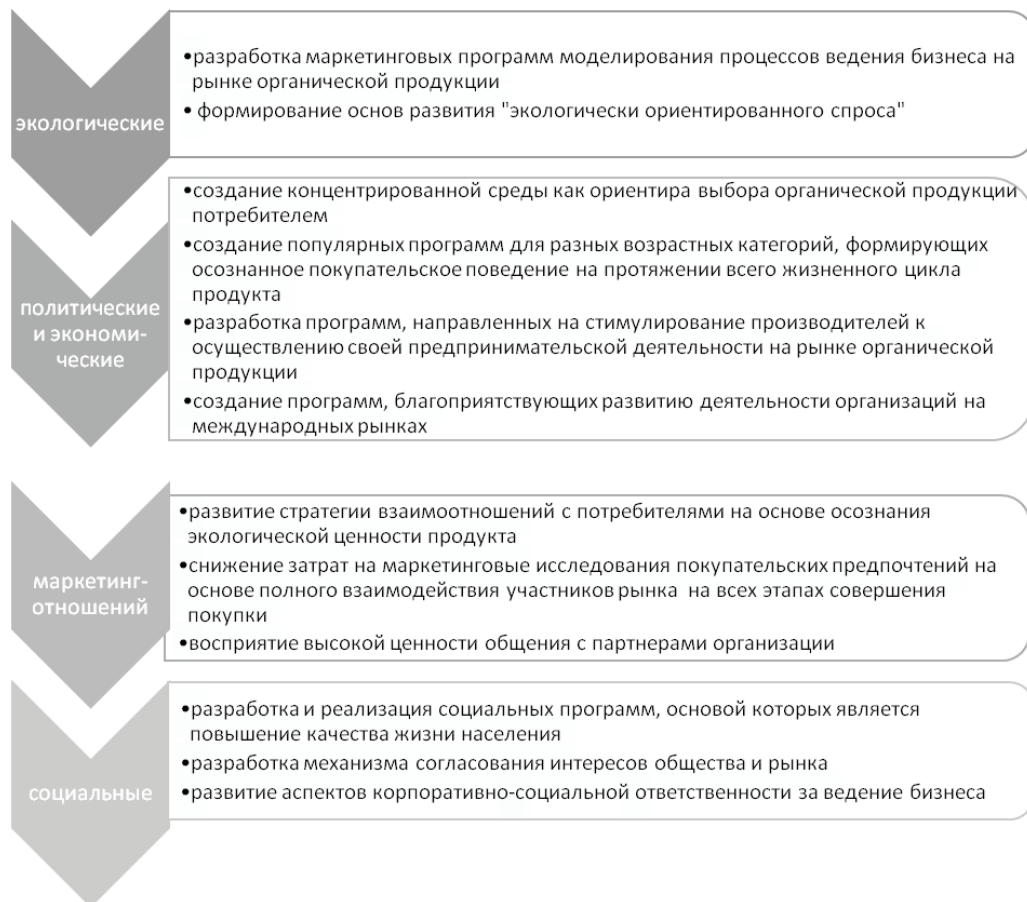 экологические
•разработка маркетинговых программ моделирования процессов ведения бизнеса на
рынке органической продукции
• формирование основ развития "экологически ориентированного спроса"
политические
и экономи-
ческие
•создание концентрированной среды как ориентира выбора органической продукции
потребителем
•создание популярных программ для разных возрастных категорий, формирующих
осознанное покупательское поведение на протяжении всего жизненного цикла
продукта
•разработка программ, направленных на стимулирование производителей к
осуществлению своей предпринимательской деятельности на рынке органической
продукции
•создание программ, благоприятствующих развитию деятельности организаций на
международных рынках
маркетинг-
отношений
•развитие стратегии взаимоотношений с потребителями на основе осознания
экологической ценности продукта
•снижение затрат на маркетинговые исследования покупательских предпочтений на
основе полного взаимодействия участников рынка на всех этапах совершения
покупки
•восприятие высокой ценности общения с партнерами организации
социальные
•разработка и реализация социальных программ, основой которых является
повышение качества жизни населения
•разработка механизма согласования интересов общества и рынка
•развитие аспектов корпоративно-социальной ответственности за ведение бизнеса